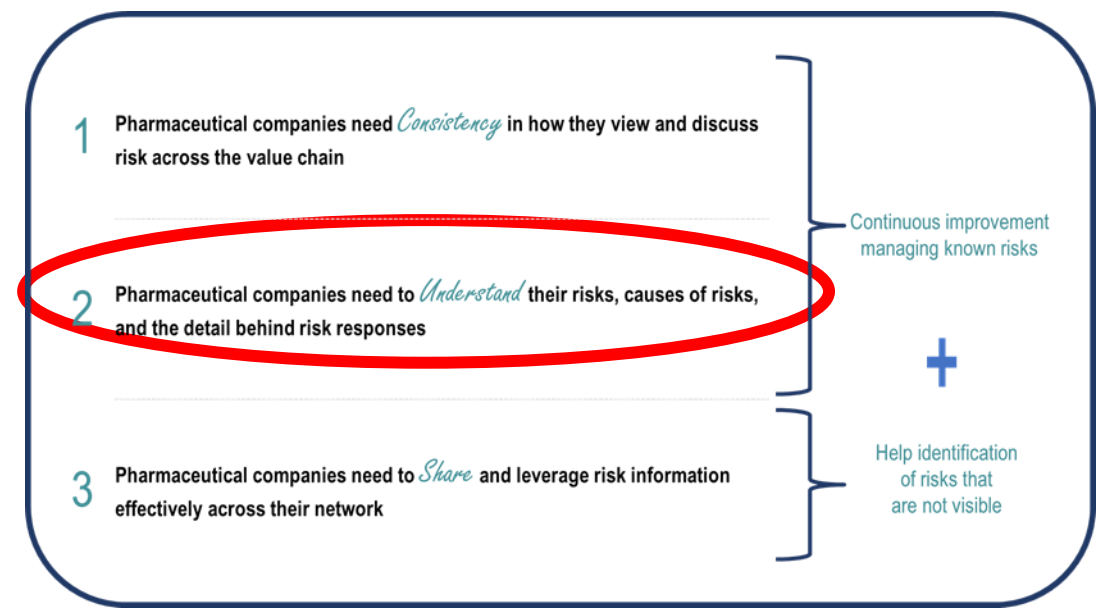 1
Pharmaceutical companies need Consistency in how they view and discuss
risk across the value chain
2
Pharmaceutical companies need to Understand their risks, causes of risks,
and the detail behind risk responses
3
Pharmaceutical companies need to Share and leverage risk information
effectively across their network
Continuous improvement
managing known risks
+
Help identification
of risks that
are not visible